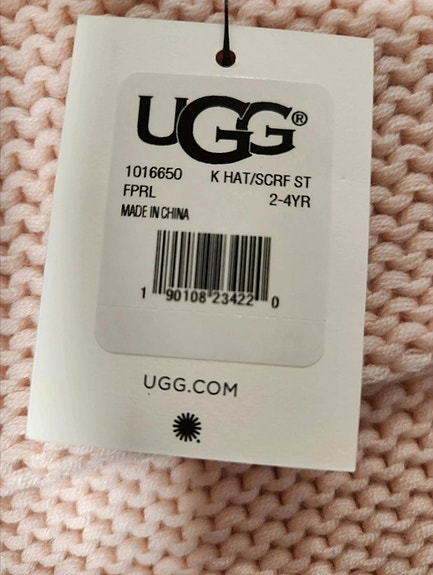 UGG®
1016650 K HAT/SCRF ST
FPRL 2-4YR
MADE IN CHINA
1 90108 23422 0
UGG.COM